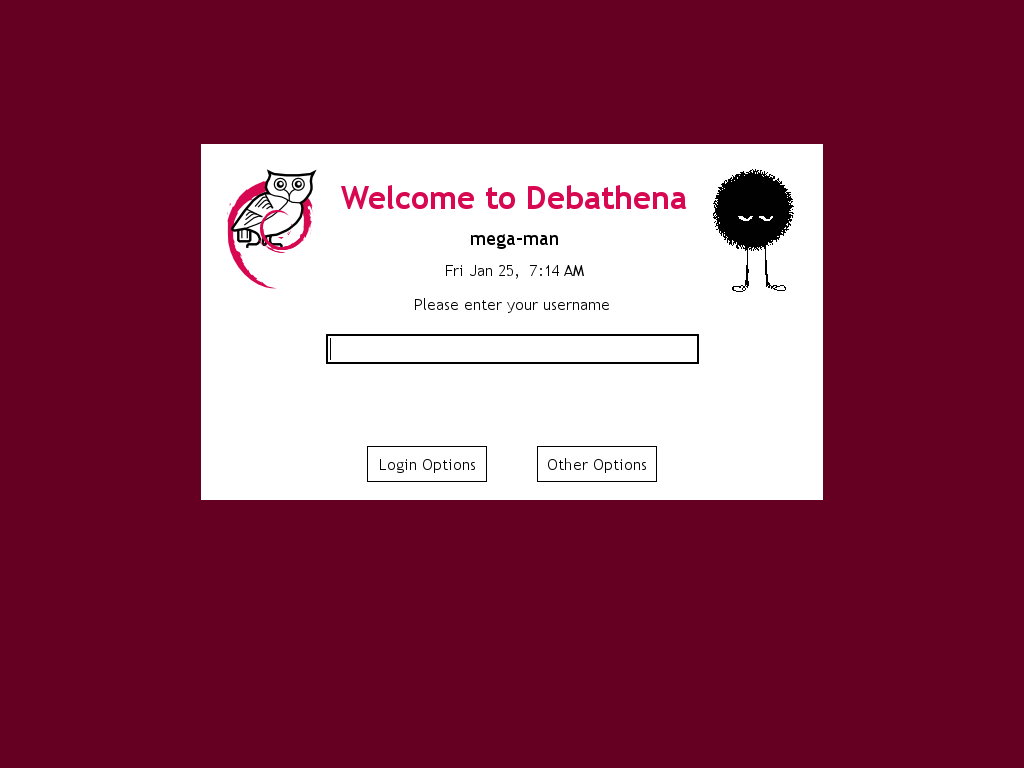 Welcome to Debathena
mega-man
Fri Jan 25,  7:14 AM
Please enter your username
Login Options
Other Options